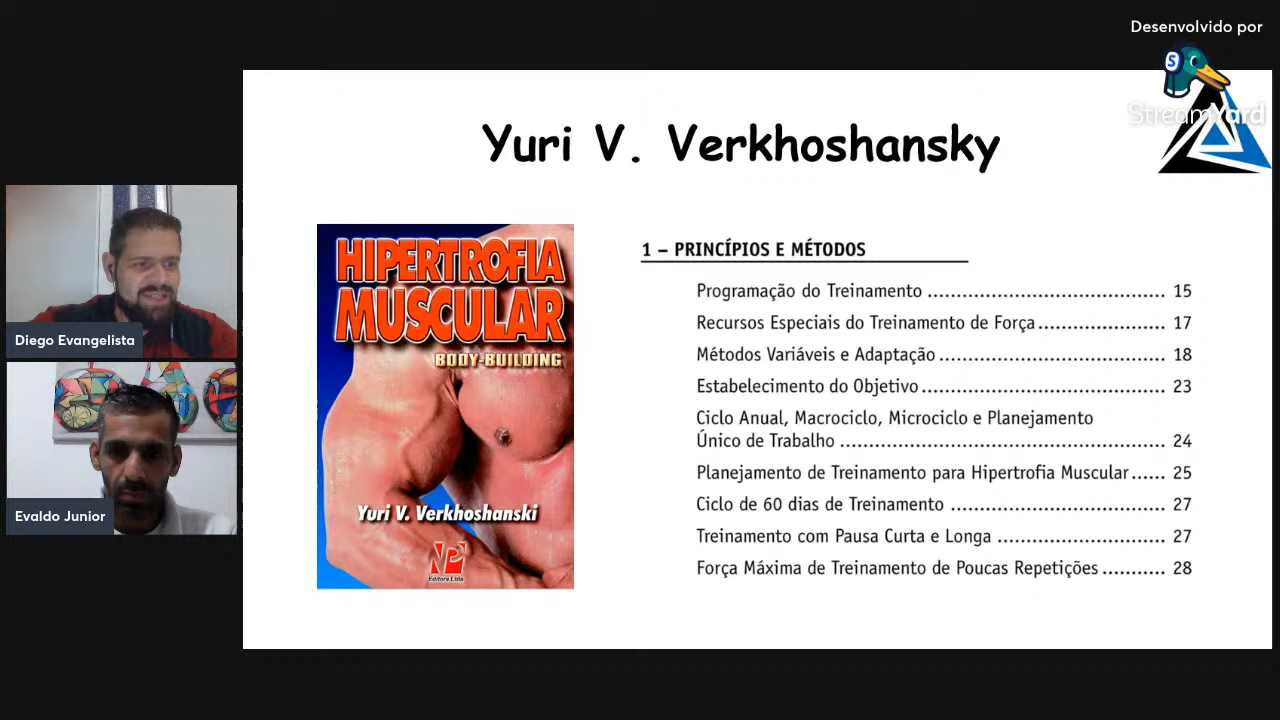 Desenvolvido por
StreamYard
Yuri V. Verkhoshansky
HIPERTROFIA
MUSCULAR
BODY-BUILDING
Yuri V. Verkhoshanski
Editora Ltda
1 – PRINCÍPIOS E MÉTODOS
Programação do Treinamento ........................................... 15
Recursos Especiais do Treinamento de Força ....................... 17
Métodos Variáveis e Adaptação ......................................... 18
Estabelecimento do Objetivo ............................................ 23
Ciclo Anual, Macrociclo, Microciclo e Planejamento
Único de Trabalho .......................................................... 24
Planejamento de Treinamento para Hipertrofia Muscular ...... 25
Ciclo de 60 dias de Treinamento ....................................... 27
Treinamento com Pausa Curta e Longa ............................... 27
Força Máxima de Treinamento de Poucas Repetições ........... 28
Diego Evangelista
Evaldo Junior